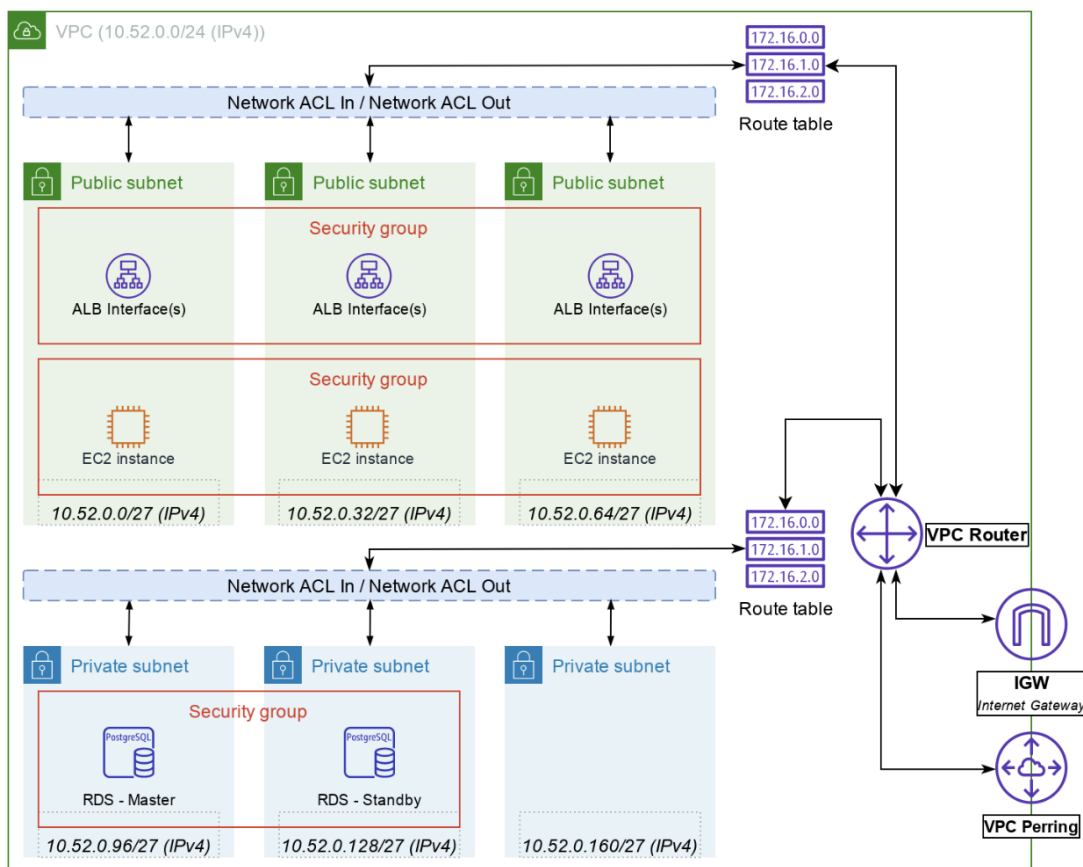 VPC (10.52.0.0/24 (IPv4))
172.16.0.0
172.16.1.0
172.16.2.0
Route table
Network ACL In / Network ACL Out
Public subnet
Public subnet
Public subnet
Security group
ALB Interface(s)
ALB Interface(s)
ALB Interface(s)
Security group
EC2 instance
EC2 instance
EC2 instance
10.52.0.0/27 (IPv4)
10.52.0.32/27 (IPv4)
10.52.0.64/27 (IPv4)
172.16.0.0
172.16.1.0
172.16.2.0
Route table
VPC Router
Network ACL In / Network ACL Out
IGW
Internet Gateway
Private subnet
Private subnet
Private subnet
Security group
PostgreSQL
PostgreSQL
RDS - Master
RDS - Standby
VPC Perring
10.52.0.96/27 (IPv4)
10.52.0.128/27 (IPv4)
10.52.0.160/27 (IPv4)